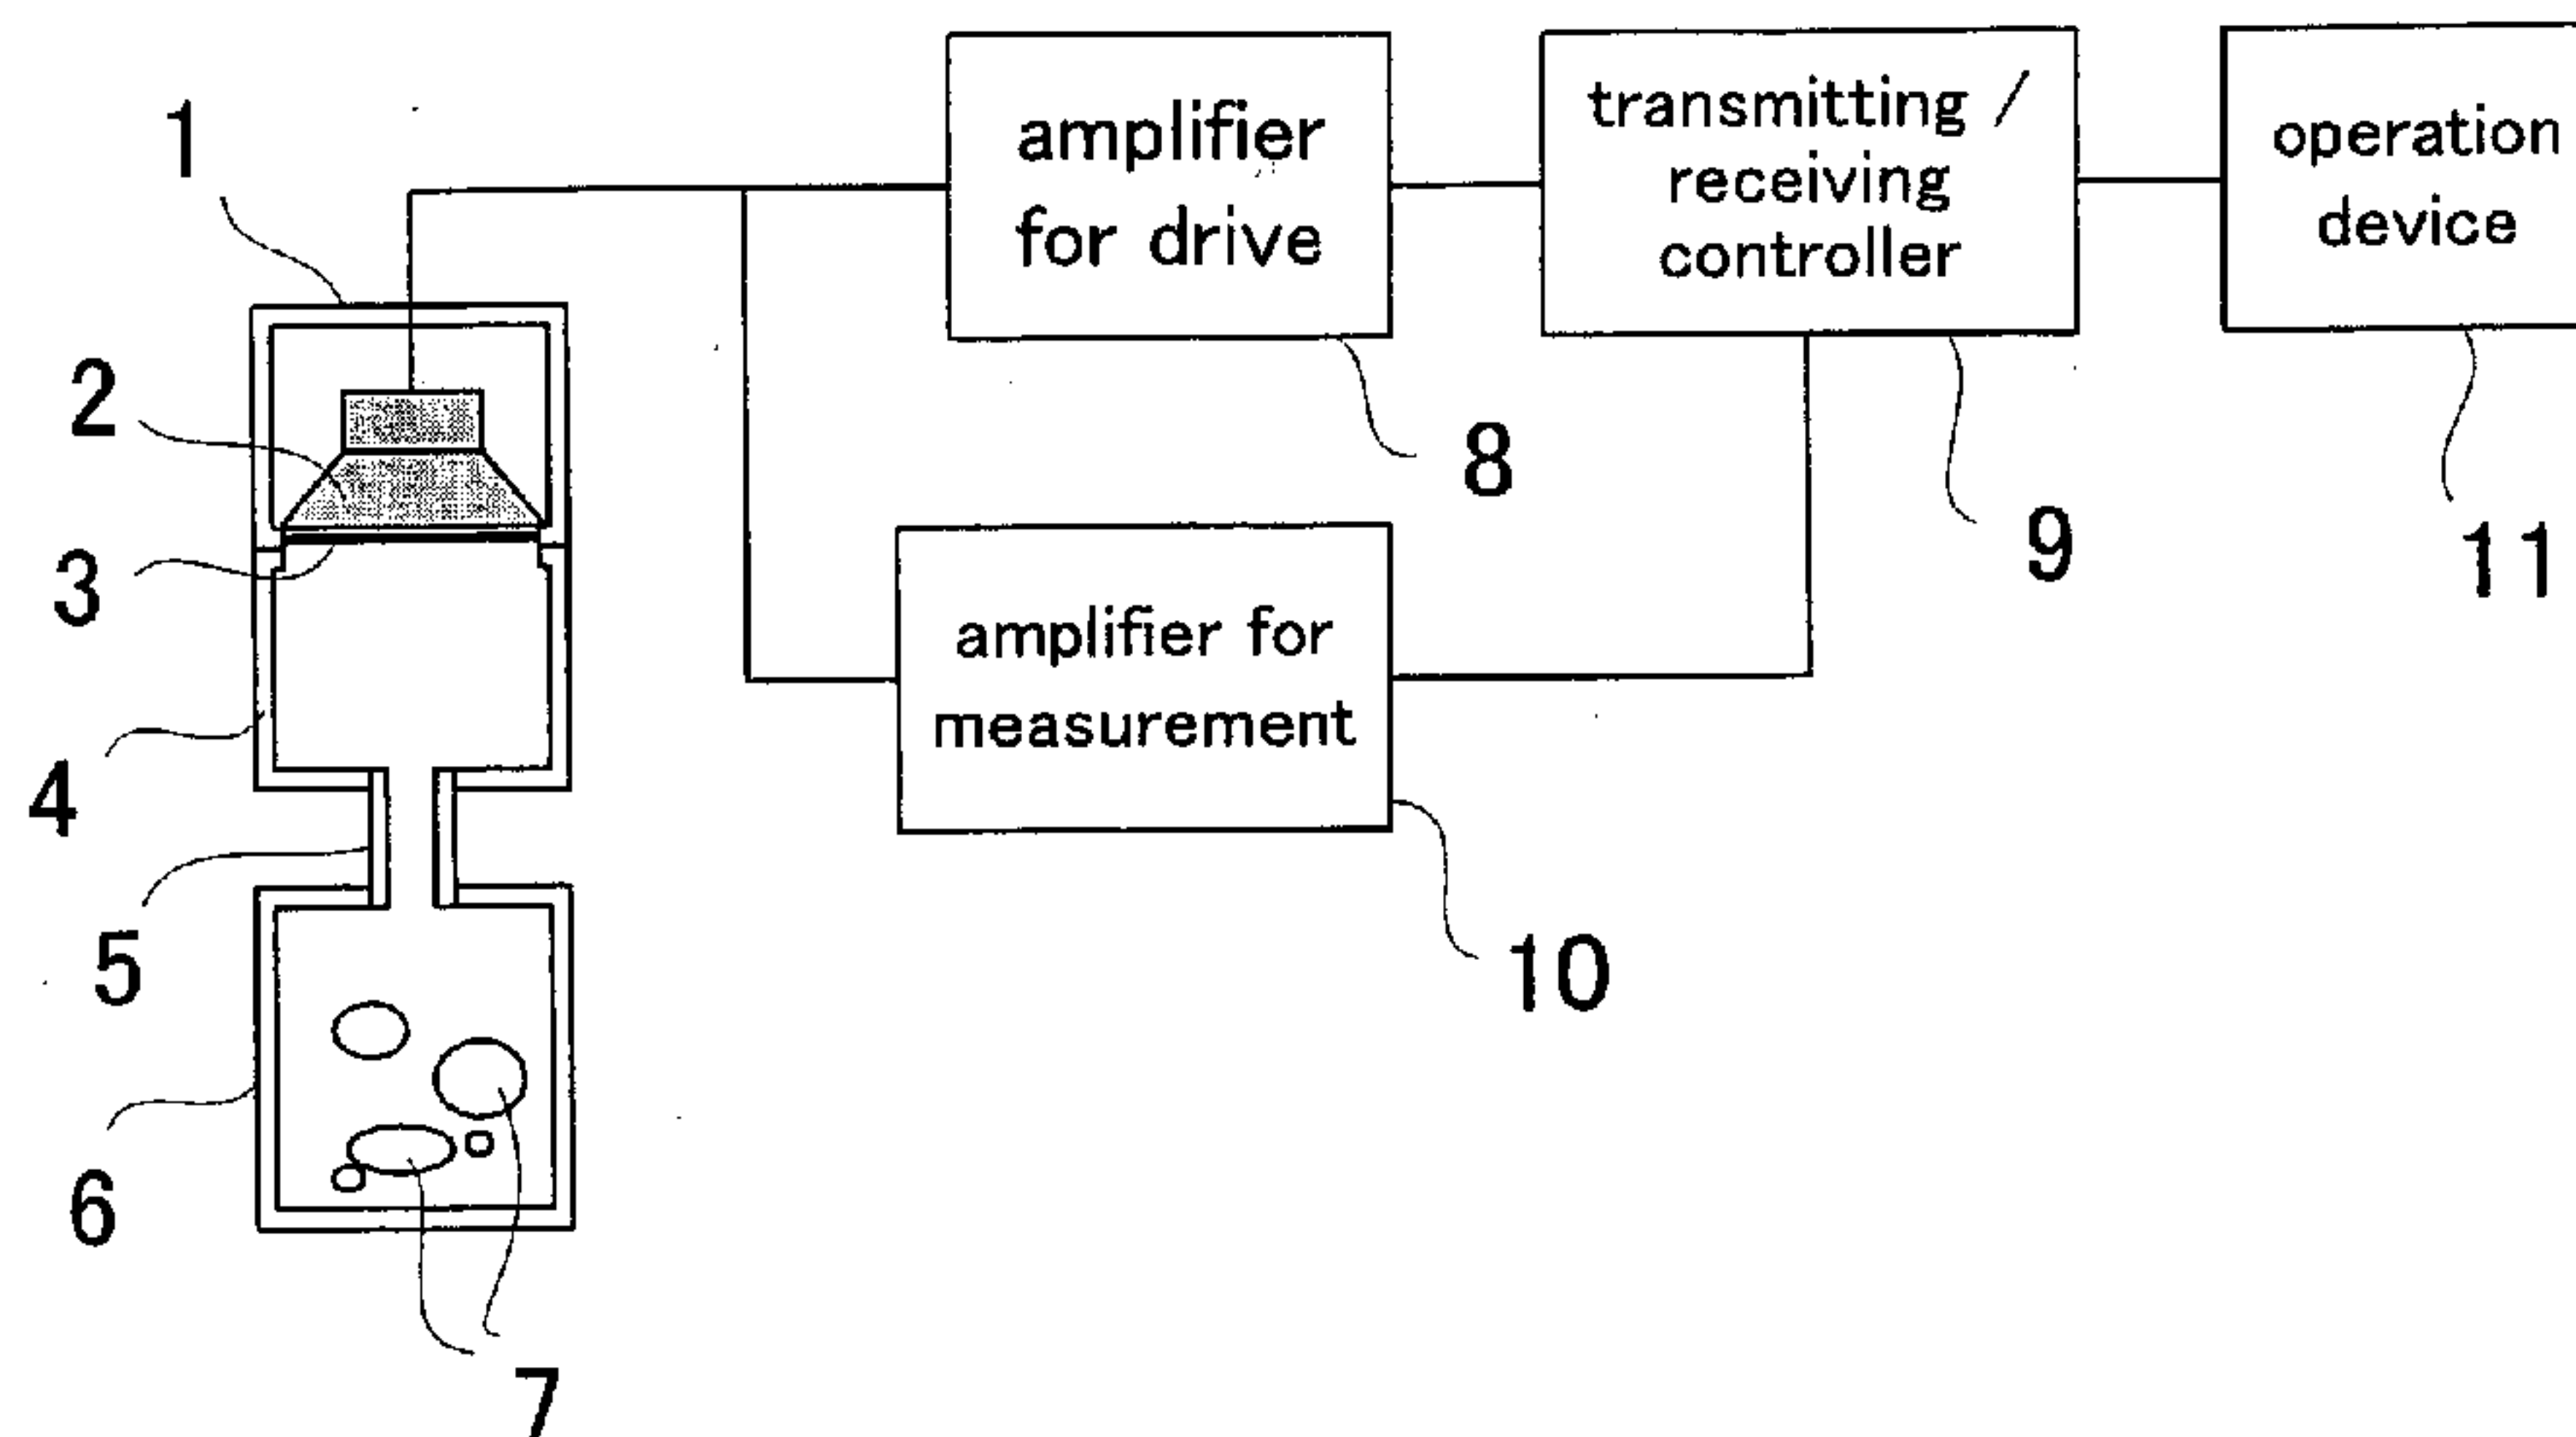 1
amplifier
for drive
transmitting /
receiving
controller
operation
device
2
8
9
11
3
amplifier for
measurement
4
5
10
6
7